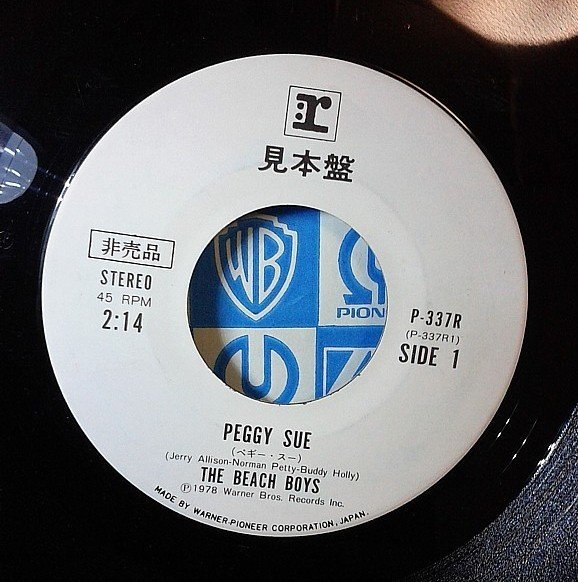 r
見本盤
非売品
STEREO
45 RPM
2:14
WB
PION
P-337R
(P-337R1)
SIDE 1
PEGGY SUE
(ペギー・スー)
(Jerry Allison-Norman Petty-Buddy Holly)
THE BEACH BOYS
Ⓟ1978 Warner Bros. Records Inc.
MADE BY WARNER-PIONEER CORPORATION, JAPAN.